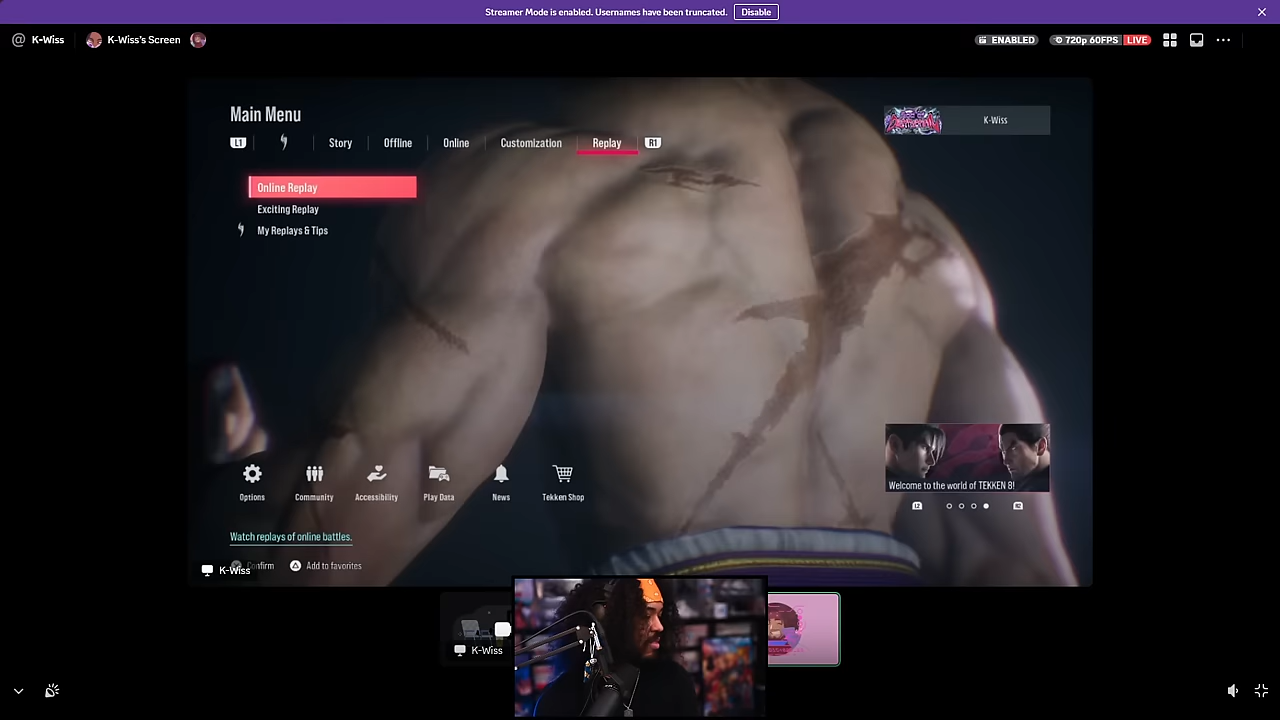 Streamer Mode is enabled. Usernames have been truncated. Disable
@ K-Wiss K-Wiss's Screen
ENABLED 720p 60FPS LIVE
Main Menu
K-Wiss
L1 Story Offline Online Customization Replay R1
Online Replay
Exciting Replay
My Replays & Tips
Options Community Accessibility Play Data News Tekken Shop
Welcome to the world of TEKKEN 8!
Watch replays of online battles.
Confirm Add to favorites
K-Wiss
K-Wiss